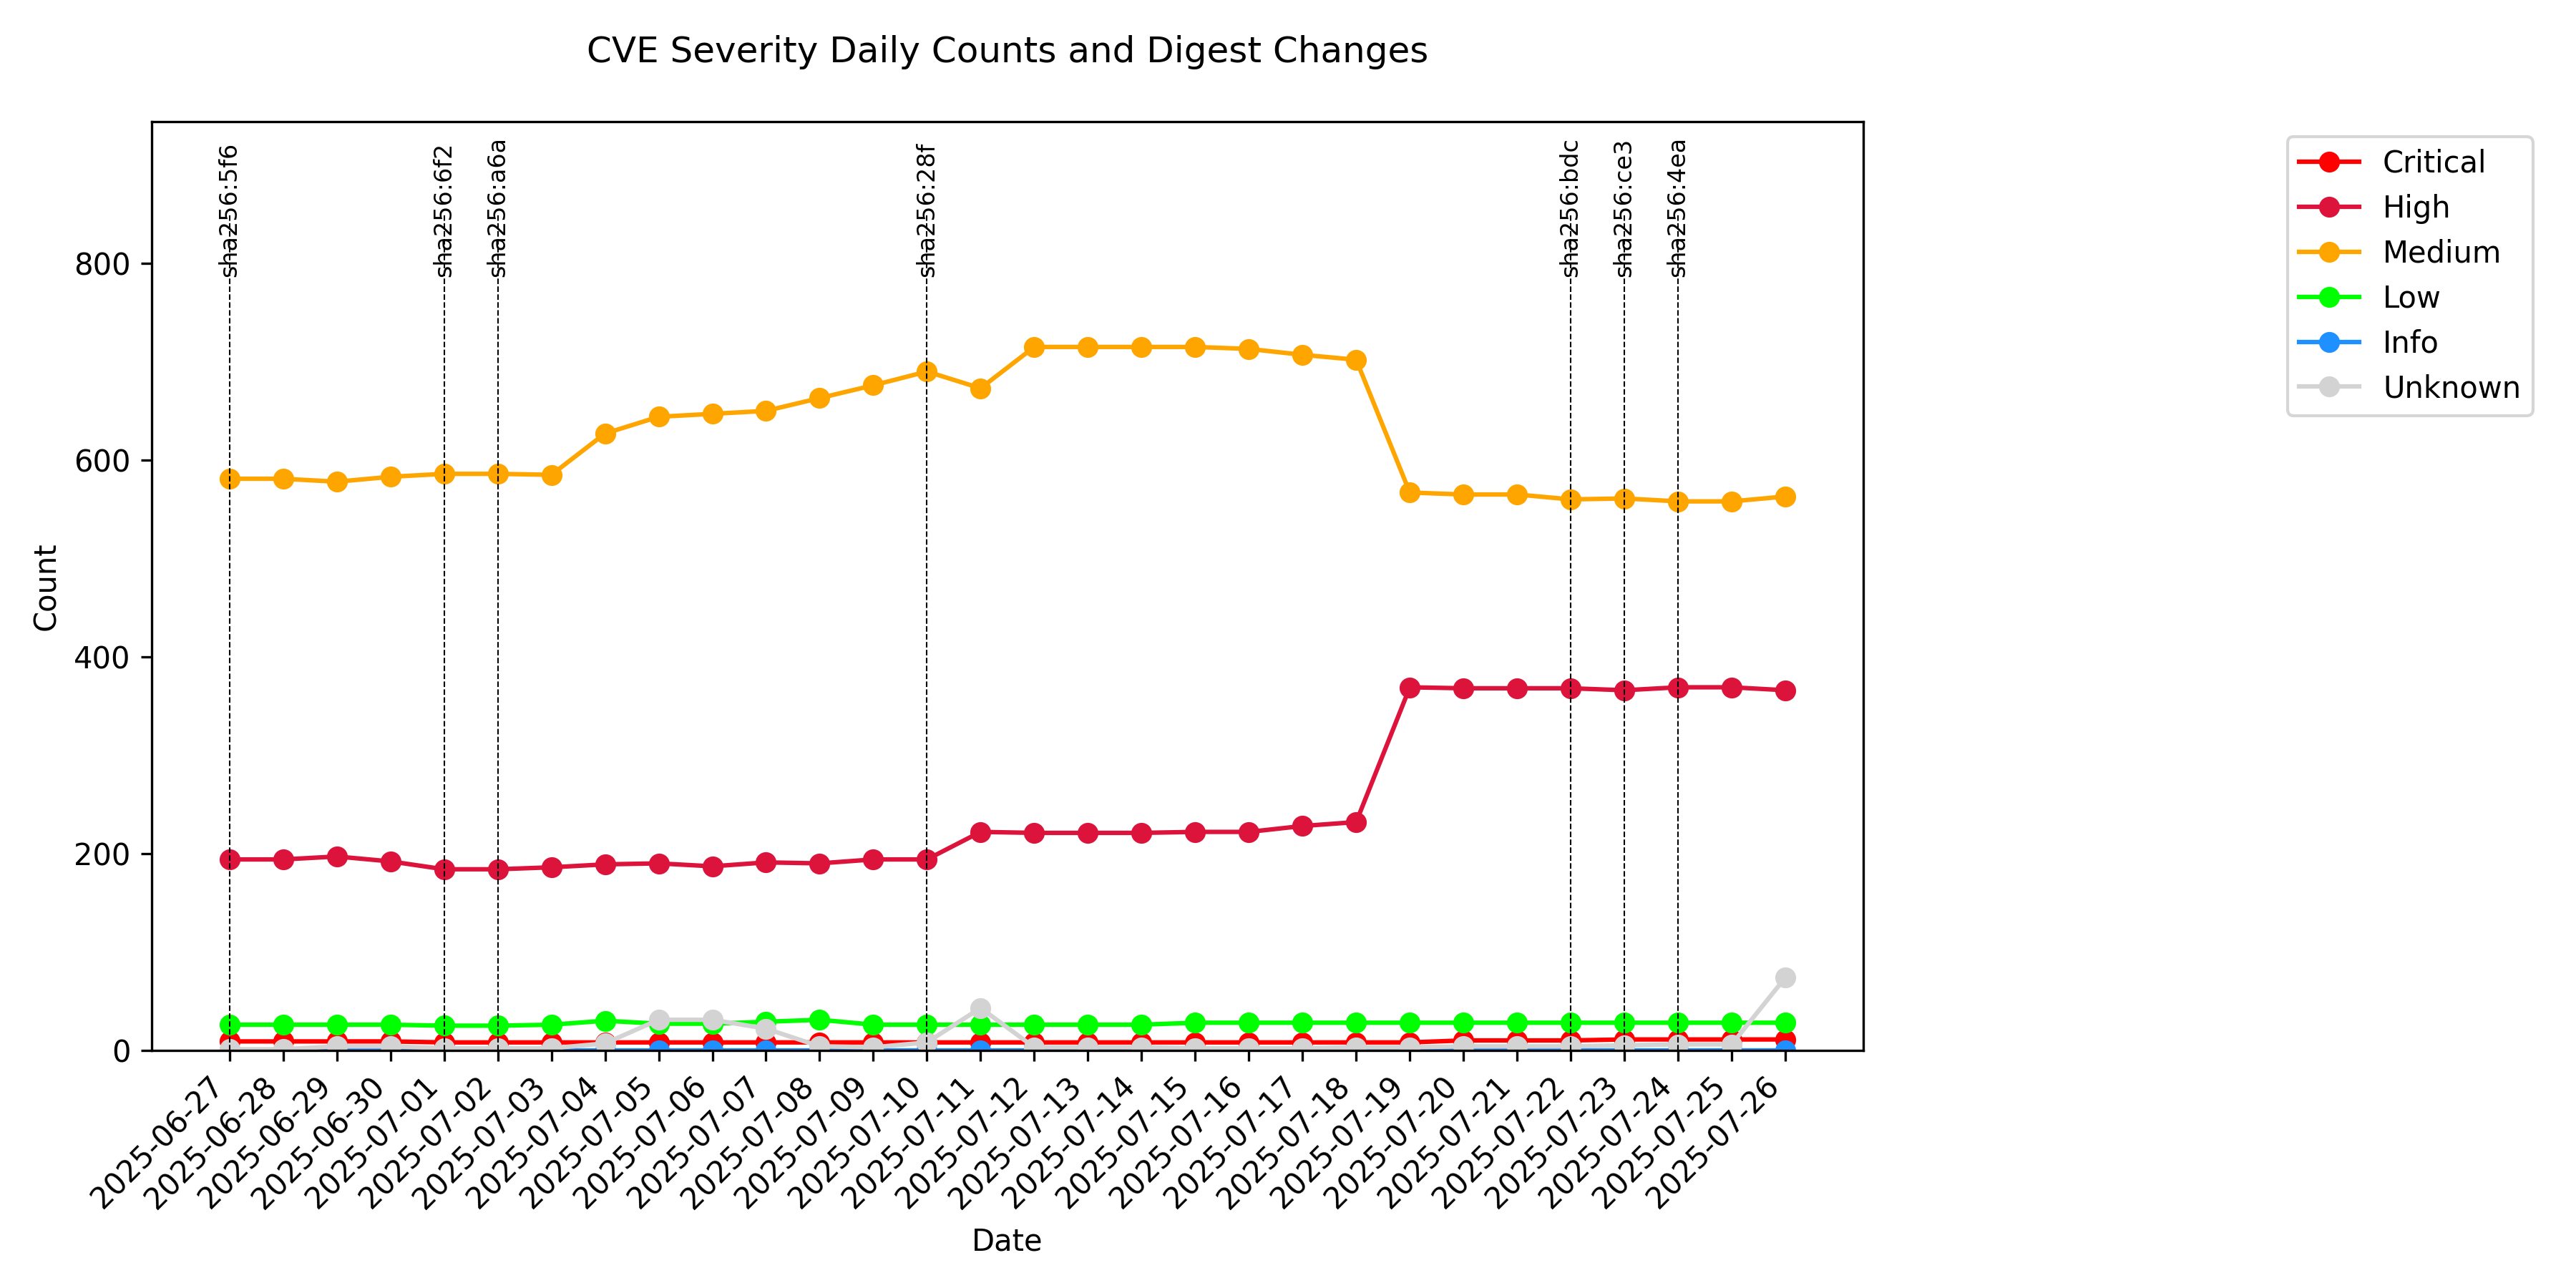 CVE Severity Daily Counts and Digest Changes
sha256:5f6
sha256:6f2
sha256:a6a
sha256:28f
sha256:bdc
sha256:ce3
sha256:4ea
Critical
High
Medium
Low
Info
Unknown
800
600
400
200
0
Count
2025-06-27
2025-06-28
2025-06-29
2025-06-30
2025-07-01
2025-07-02
2025-07-03
2025-07-04
2025-07-05
2025-07-06
2025-07-07
2025-07-08
2025-07-09
2025-07-10
2025-07-11
2025-07-12
2025-07-13
2025-07-14
2025-07-15
2025-07-16
2025-07-17
2025-07-18
2025-07-19
2025-07-20
2025-07-21
2025-07-22
2025-07-23
2025-07-24
2025-07-25
2025-07-26
Date